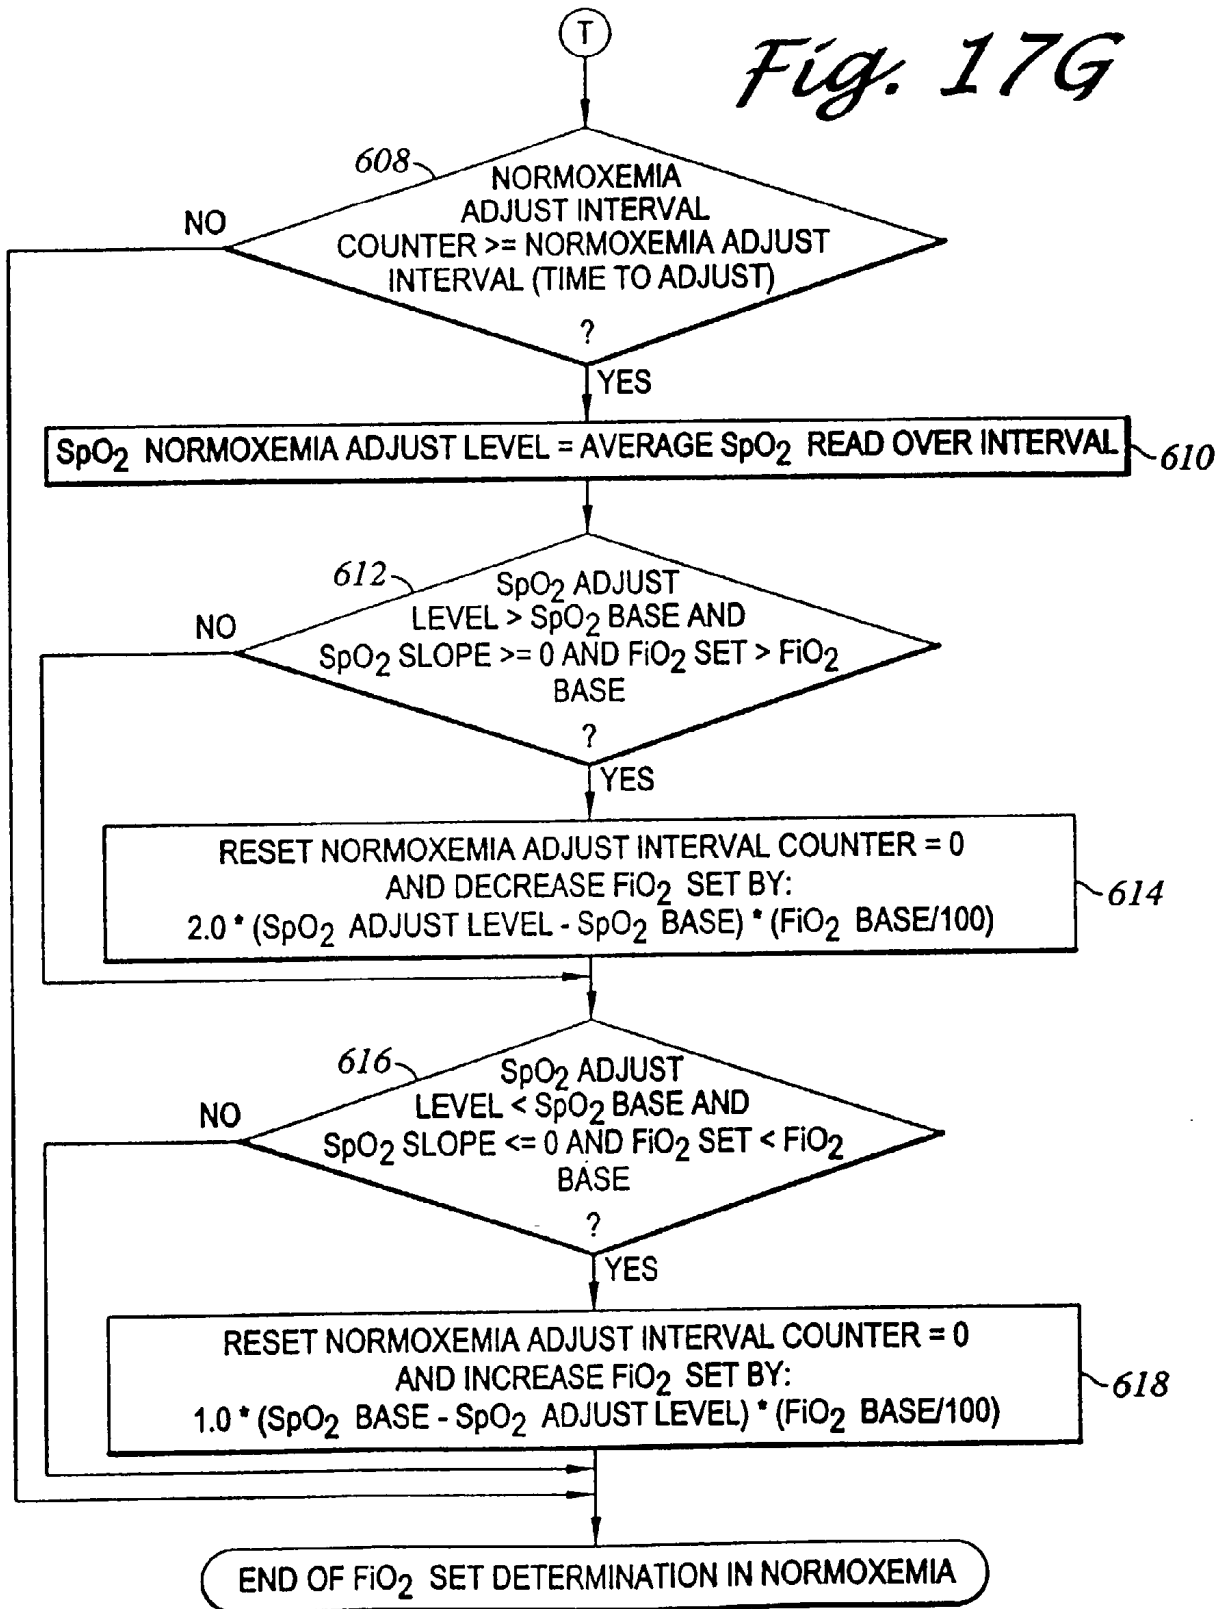 T
Fig. 17G
608
NORMOXEMIA
ADJUST INTERVAL
COUNTER >= NORMOXEMIA ADJUST
INTERVAL (TIME TO ADJUST)
?
NO
YES
SpO2 NORMOXEMIA ADJUST LEVEL = AVERAGE SpO2 READ OVER INTERVAL
610
612
SpO2 ADJUST
LEVEL > SpO2 BASE AND
SpO2 SLOPE >= 0 AND FiO2 SET > FiO2
BASE
?
NO
YES
RESET NORMOXEMIA ADJUST INTERVAL COUNTER = 0
AND DECREASE FiO2 SET BY:
2.0 * (SpO2 ADJUST LEVEL - SpO2 BASE) * (FiO2 BASE/100)
614
616
SpO2 ADJUST
LEVEL < SpO2 BASE AND
SpO2 SLOPE <= 0 AND FiO2 SET < FiO2
BASE
?
NO
YES
RESET NORMOXEMIA ADJUST INTERVAL COUNTER = 0
AND INCREASE FiO2 SET BY:
1.0 * (SpO2 BASE - SpO2 ADJUST LEVEL) * (FiO2 BASE/100)
618
END OF FiO2 SET DETERMINATION IN NORMOXEMIA